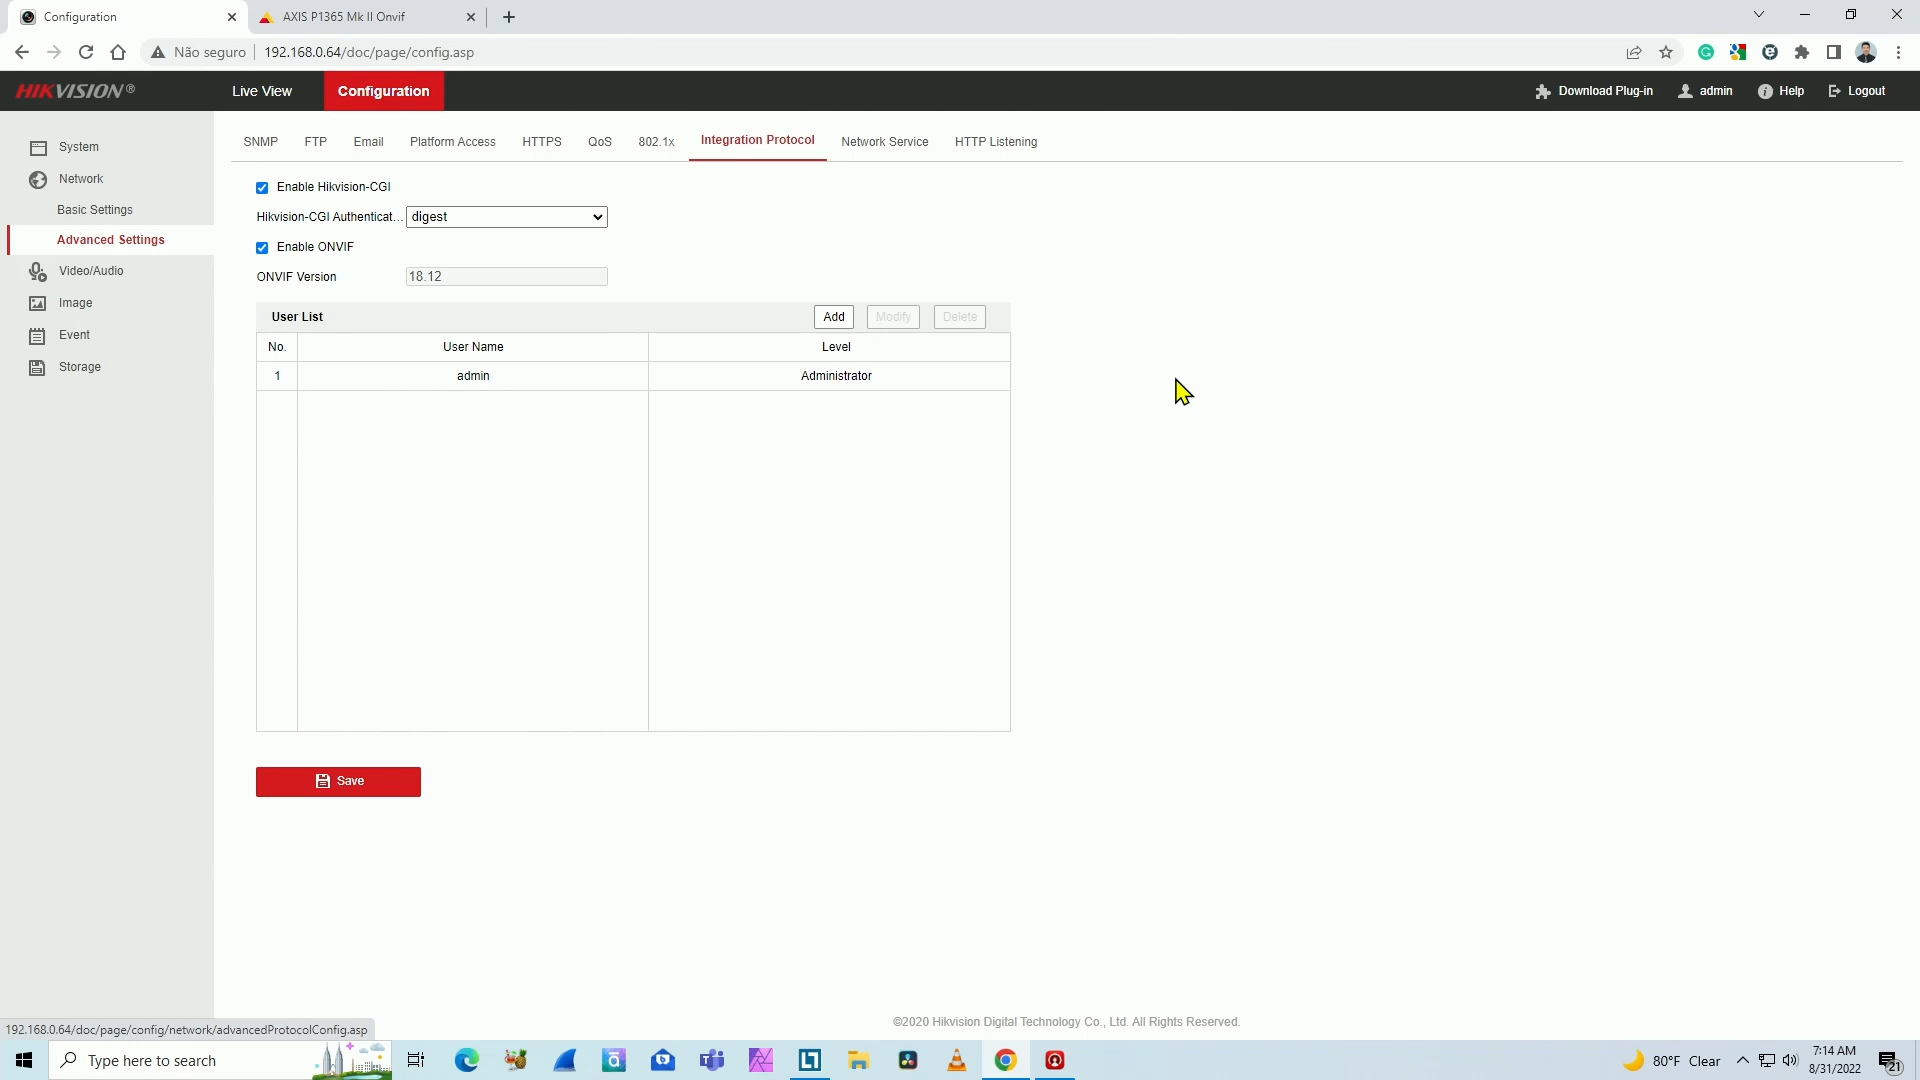 Configuration
AXIS P1365 Mk II Onvif
Não seguro
192.168.0.64/doc/page/config.asp
HIKVISION®
Live View
Configuration
Download Plug-in
admin
Help
Logout
System
Network
Basic Settings
Advanced Settings
Video/Audio
Image
Event
Storage
SNMP
FTP
Email
Platform Access
HTTPS
QoS
802.1x
Integration Protocol
Network Service
HTTP Listening
Enable Hikvision-CGI
Hikvision-CGI Authenticat...
digest
Enable ONVIF
ONVIF Version
18.12
User List
Add
Modify
Delete
No.
User Name
Level
1
admin
Administrator
Save
©2020 Hikvision Digital Technology Co., Ltd. All Rights Reserved.
192.168.0.64/doc/page/config/network/advancedProtocolConfig.asp
Type here to search
80°F Clear
7:14 AM
8/31/2022
21